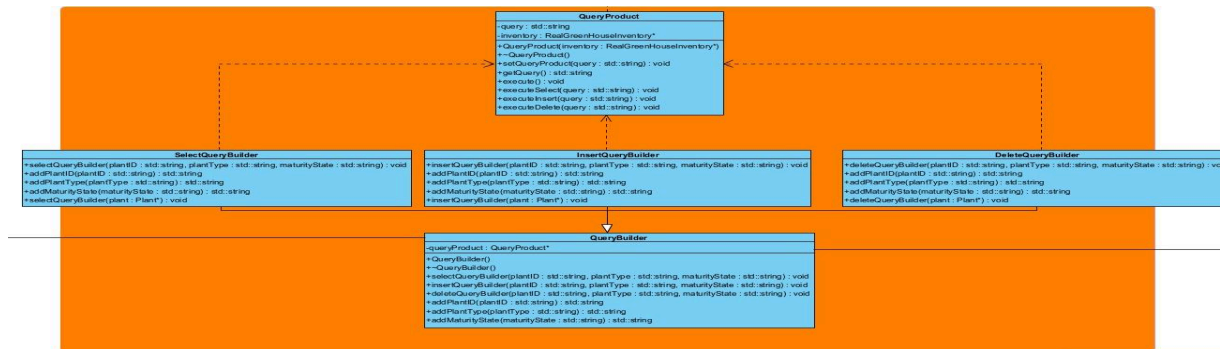 QueryProduct
-query : std::string
-inventory : RealGreenHouseInventory*
+QueryProduct(inventory : RealGreenHouseInventory*)
+~QueryProduct()
+setQueryProduct(query : std::string) : void
+getQuery() : std::string
+execute() : void
+executeSelect(query : std::string) : void
+executeInsert(query : std::string) : void
+executeDelete(query : std::string) : void
SelectQueryBuilder
+selectQueryBuilder(plantID : std::string, plantType : std::string, maturityState : std::string) : void
+addPlantID(plantID : std::string) : std::string
+addPlantType(plantType : std::string) : std::string
+addMaturityState(maturityState : std::string) : std::string
+selectQueryBuilder(plant : Plant*) : void
InsertQueryBuilder
+insertQueryBuilder(plantID : std::string, plantType : std::string, maturityState : std::string) : void
+addPlantID(plantID : std::string) : std::string
+addPlantType(plantType : std::string) : std::string
+addMaturityState(maturityState : std::string) : std::string
+insertQueryBuilder(plant : Plant*) : void
DeleteQueryBuilder
+deleteQueryBuilder(plantID : std::string, plantType : std::string, maturityState : std::string) : vo
+addPlantID(plantID : std::string) : std::string
+addPlantType(plantType : std::string) : std::string
+addMaturityState(maturityState : std::string) : std::string
+deleteQueryBuilder(plant : Plant*) : void
QueryBuilder
-queryProduct : QueryProduct*
+QueryBuilder()
+~QueryBuilder()
+selectQueryBuilder(plantID : std::string, plantType : std::string, maturityState : std::string) : void
+insertQueryBuilder(plantID : std::string, plantType : std::string, maturityState : std::string) : void
+deleteQueryBuilder(plantID : std::string, plantType : std::string, maturityState : std::string) : void
+addPlantID(plantID : std::string) : std::string
+addPlantType(plantType : std::string) : std::string
+addMaturityState(maturityState : std::string) : std::string